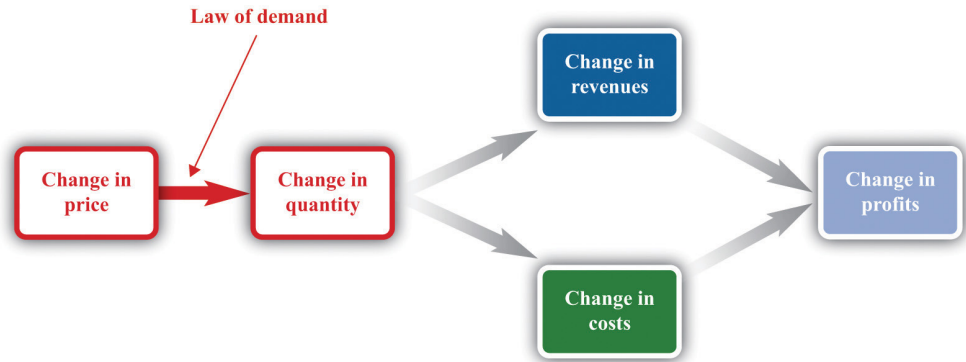 Law of demand
Change in
price
Change in
quantity
Change in
revenues
Change in
costs
Change in
profits